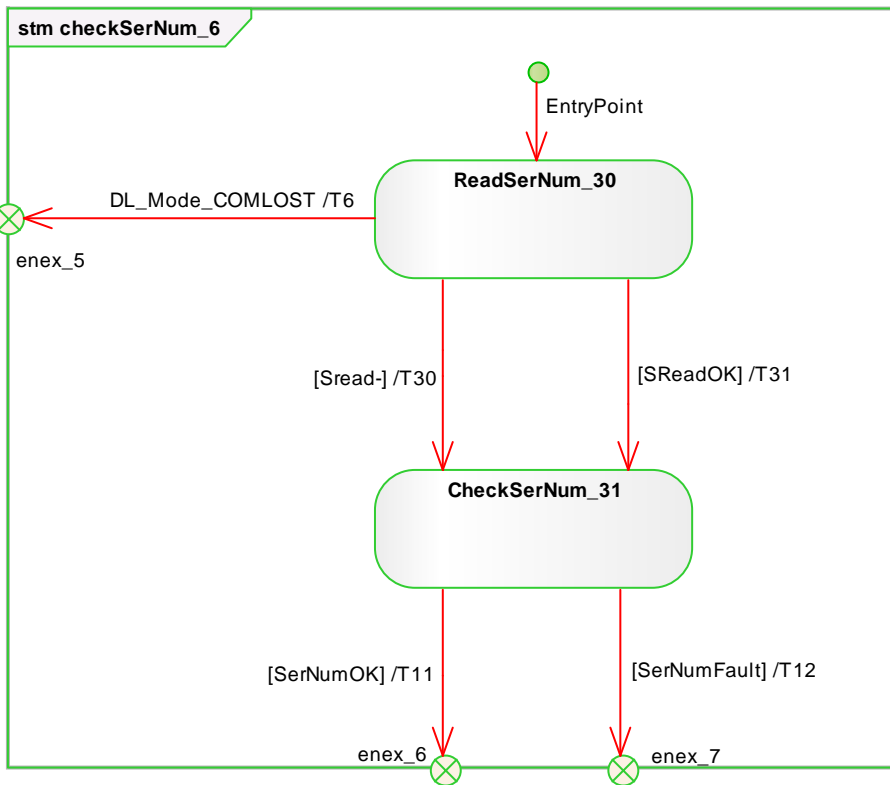 stm checkSerNum_6
EntryPoint
ReadSerNum_30
DL_Mode_COMLOST /T6
enex_5
[Sread-] /T30
[SReadOK] /T31
CheckSerNum_31
[SerNumOK] /T11
[SerNumFault] /T12
enex_6
enex_7